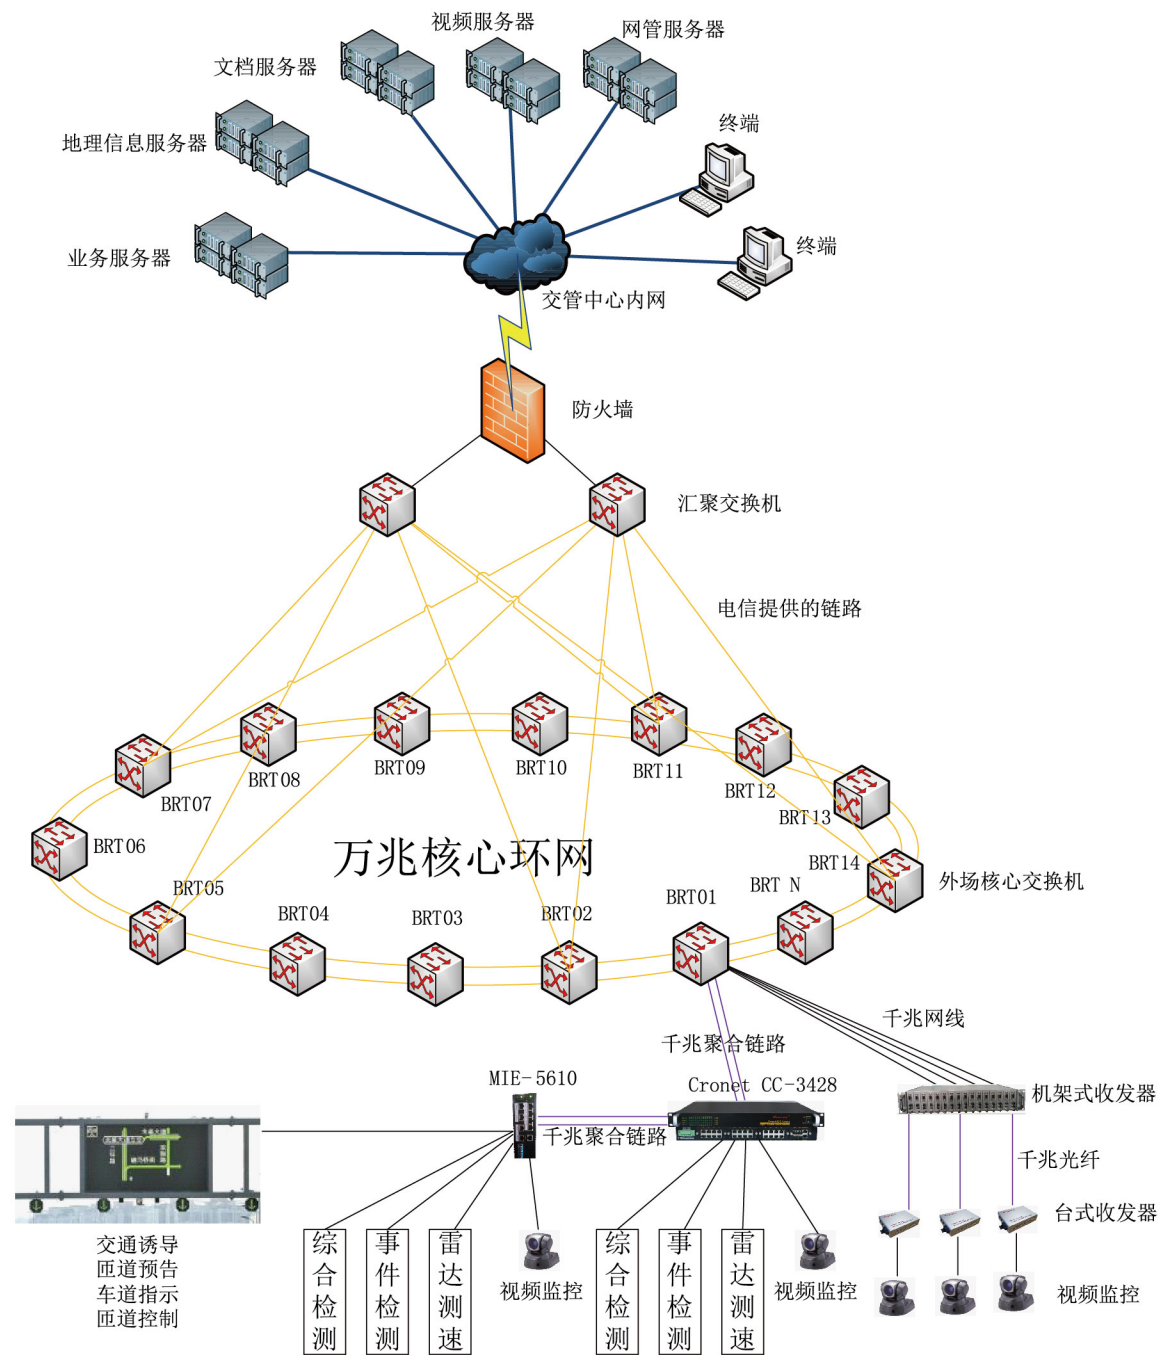 视频服务器
网管服务器
文档服务器
终端
地理信息服务器
终端
业务服务器
交管中心内网
防火墙
汇聚交换机
电信提供的链路
BRT09
BRT10
BRT11
BRT08
BRT12
BRT07
BRT13
BRT06
万兆核心环网
BRT14
外场核心交换机
BRT05
BRT N
BRT01
BRT04
BRT03
BRT02
千兆网线
千兆聚合链路
MIE-5610
Cronet CC-3428
机架式收发器
千兆聚合链路
千兆光纤
台式收发器
交通诱导
匝道预告
车道指示
匝道控制
综合检测
事件检测
雷达测速
视频监控
综合检测
事件检测
雷达测速
视频监控
视频监控